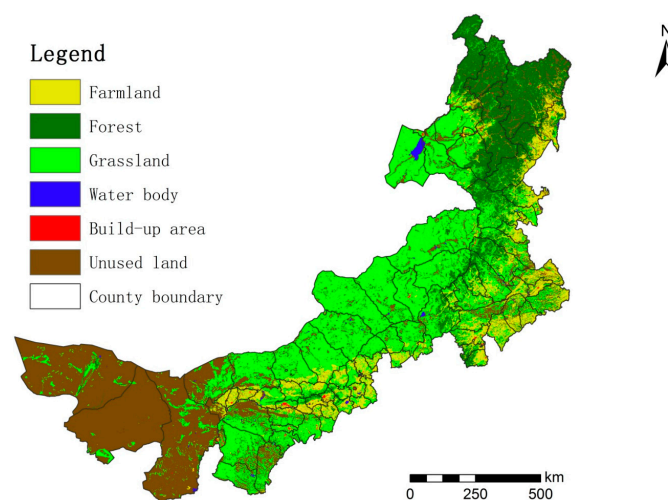 N
Legend
Farmland
Forest
Grassland
Water body
Build-up area
Unused land
County boundary
km
0 250 500